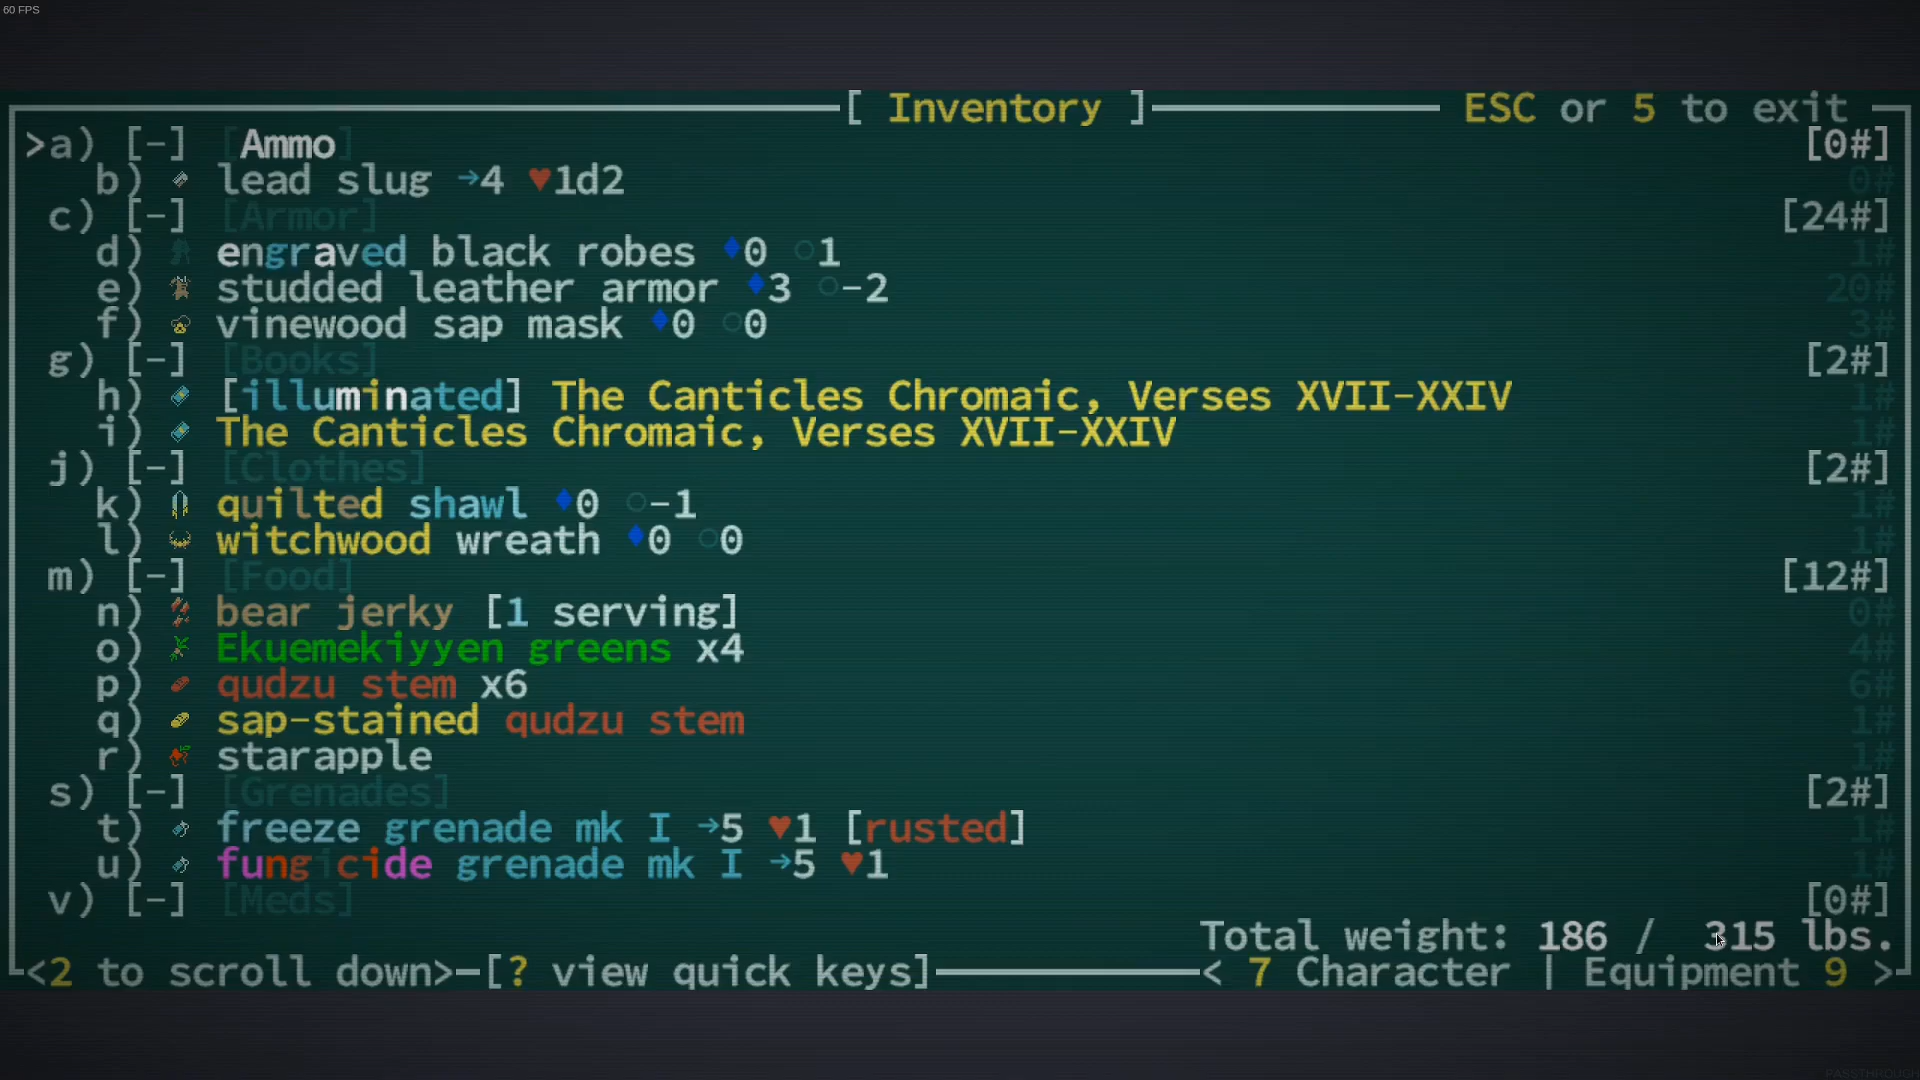 60 FPS
[ Inventory ] ESC or 5 to exit
>a) [-] [Ammo] [0#]
b) lead slug →4 ♥1d2 0#
c) [-] [Armor] [24#]
d) engraved black robes ♦0 ○1 1#
e) studded leather armor ♦3 ○-2 20#
f) vinewood sap mask ♦0 ○0 3#
g) [-] [Books] [2#]
h) [illuminated] The Canticles Chromaic, Verses XVII-XXIV 1#
i) The Canticles Chromaic, Verses XVII-XXIV 1#
j) [-] [Clothes] [2#]
k) quilted shawl ♦0 ○-1 1#
l) witchwood wreath ♦0 ○0 1#
m) [-] [Food] [12#]
n) bear jerky [1 serving] 0#
o) Ekuemekiyyen greens x4 4#
p) qudzu stem x6 6#
q) sap-stained qudzu stem 1#
r) starapple 1#
s) [-] [Grenades] [2#]
t) freeze grenade mk I →5 ♥1 [rusted] 1#
u) fungicide grenade mk I →5 ♥1 1#
v) [-] [Meds] [0#]
Total weight: 186 / 315 lbs.
<2 to scroll down> [? view quick keys] < 7 Character | Equipment 9 >
PASSTHROUGH